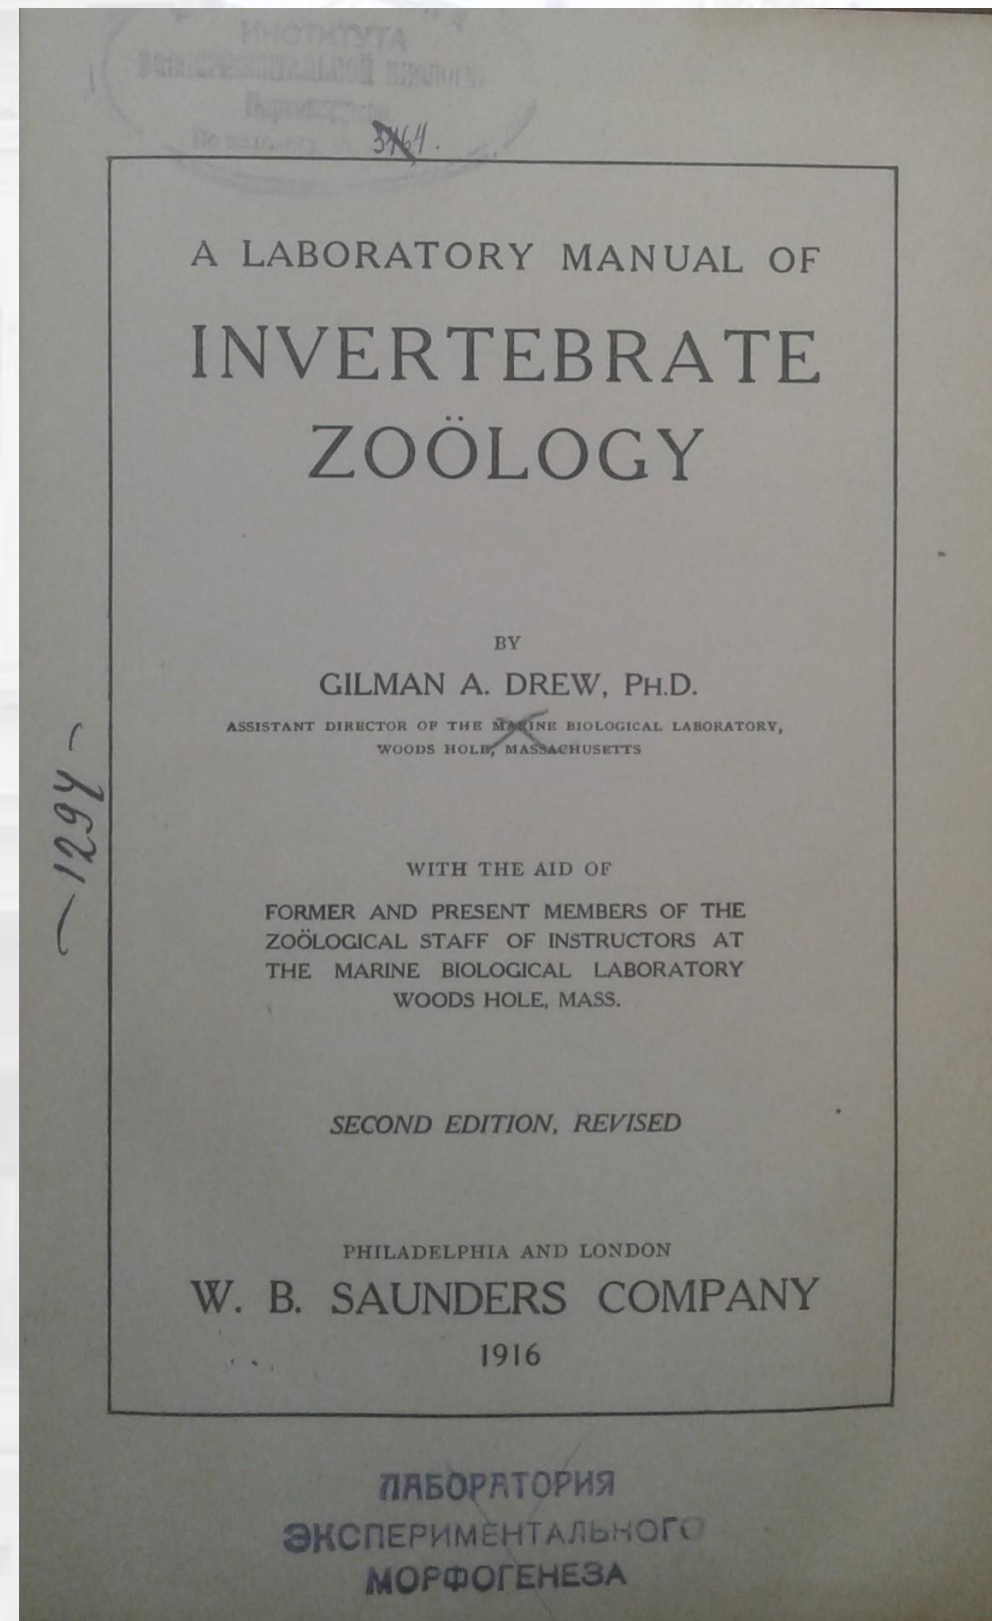 ИНСТИТУТА
ЭКСПЕРИМЕНТАЛЬНОЙ БИОЛОГИИ
3464.
A LABORATORY MANUAL OF
INVERTEBRATE
ZOÖLOGY
BY
GILMAN A. DREW, PH.D.
ASSISTANT DIRECTOR OF THE MARINE BIOLOGICAL LABORATORY,
WOODS HOLE, MASSACHUSETTS
-1294-
WITH THE AID OF
FORMER AND PRESENT MEMBERS OF THE
ZOÖLOGICAL STAFF OF INSTRUCTORS AT
THE MARINE BIOLOGICAL LABORATORY
WOODS HOLE, MASS.
SECOND EDITION, REVISED
PHILADELPHIA AND LONDON
W. B. SAUNDERS COMPANY
1916
ЛАБОРАТОРИЯ
ЭКСПЕРИМЕНТАЛЬНОГО
МОРФОГЕНЕЗА